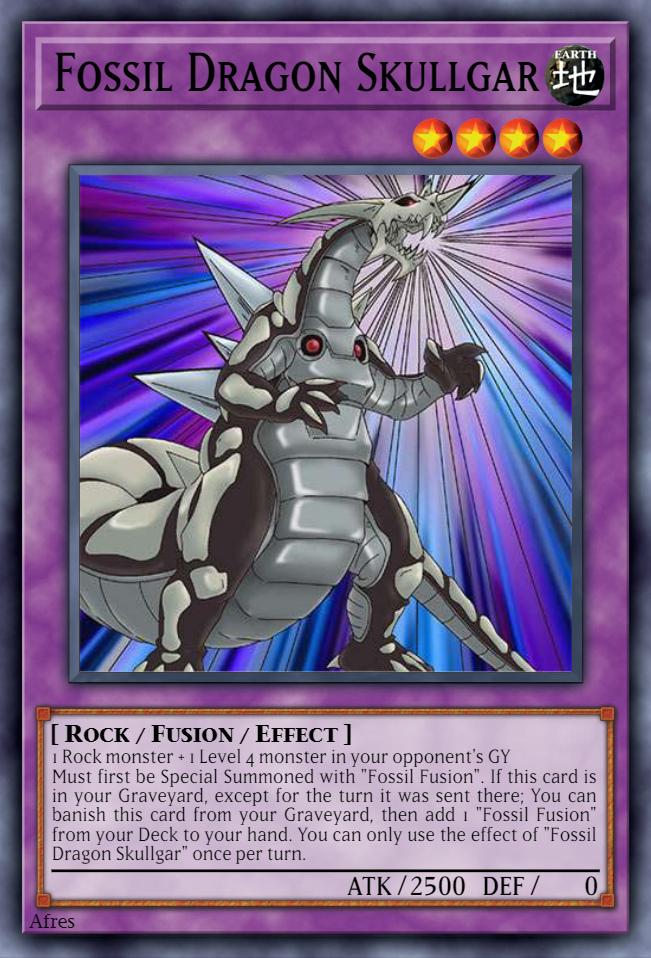 Fossil Dragon Skullgar
EARTH
地
[ Rock / Fusion / Effect ]
1 Rock monster + 1 Level 4 monster in your opponent's GY
Must first be Special Summoned with "Fossil Fusion". If this card is
in your Graveyard, except for the turn it was sent there; You can
banish this card from your Graveyard, then add 1 "Fossil Fusion"
from your Deck to your hand. You can only use the effect of "Fossil
Dragon Skullgar" once per turn.
ATK / 2500 DEF / 0
Afres